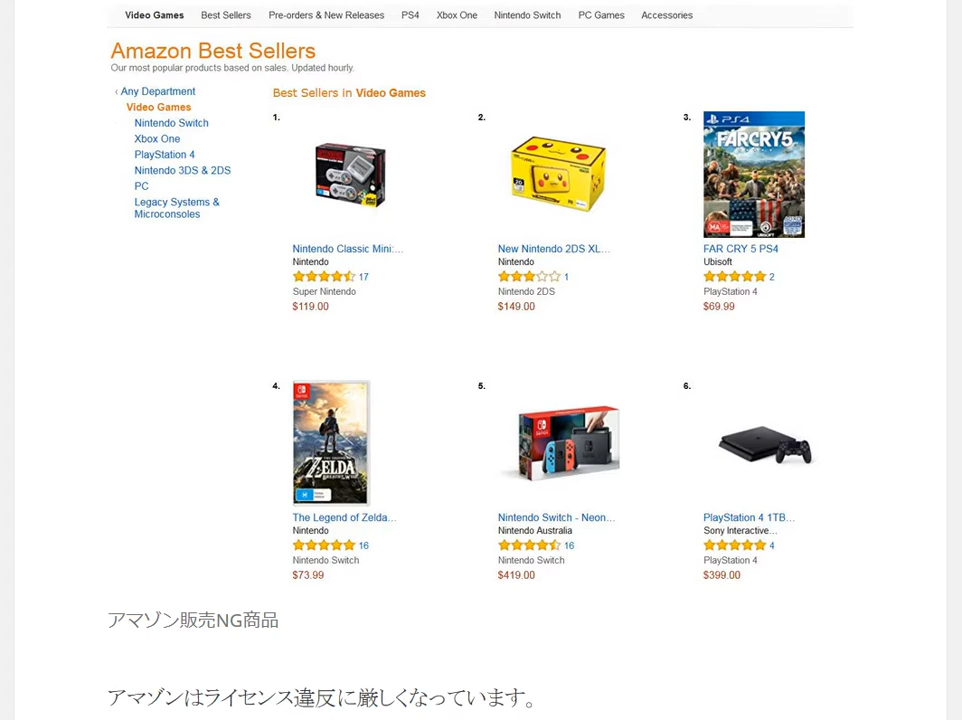 Video Games Best Sellers Pre-orders & New Releases PS4 Xbox One Nintendo Switch PC Games Accessories
Amazon Best Sellers
Our most popular products based on sales. Updated hourly.
‹ Any Department
Video Games
Nintendo Switch
Xbox One
PlayStation 4
Nintendo 3DS & 2DS
PC
Legacy Systems &
Microconsoles
Best Sellers in Video Games
1.
Nintendo Classic Mini:...
Nintendo
17
Super Nintendo
$119.00
2.
New Nintendo 2DS XL...
Nintendo
1
Nintendo 2DS
$149.00
3.
PS4
FARCRY5
UBISOFT
FAR CRY 5 PS4
Ubisoft
2
PlayStation 4
$69.99
4.
ZELDA
The Legend of Zelda...
Nintendo
16
Nintendo Switch
$73.99
5.
Nintendo Switch - Neon...
Nintendo Australia
16
Nintendo Switch
$419.00
6.
PlayStation 4 1TB...
Sony Interactive...
4
PlayStation 4
$399.00
アマゾン販売NG商品
アマゾンはライセンス違反に厳しくなっています。